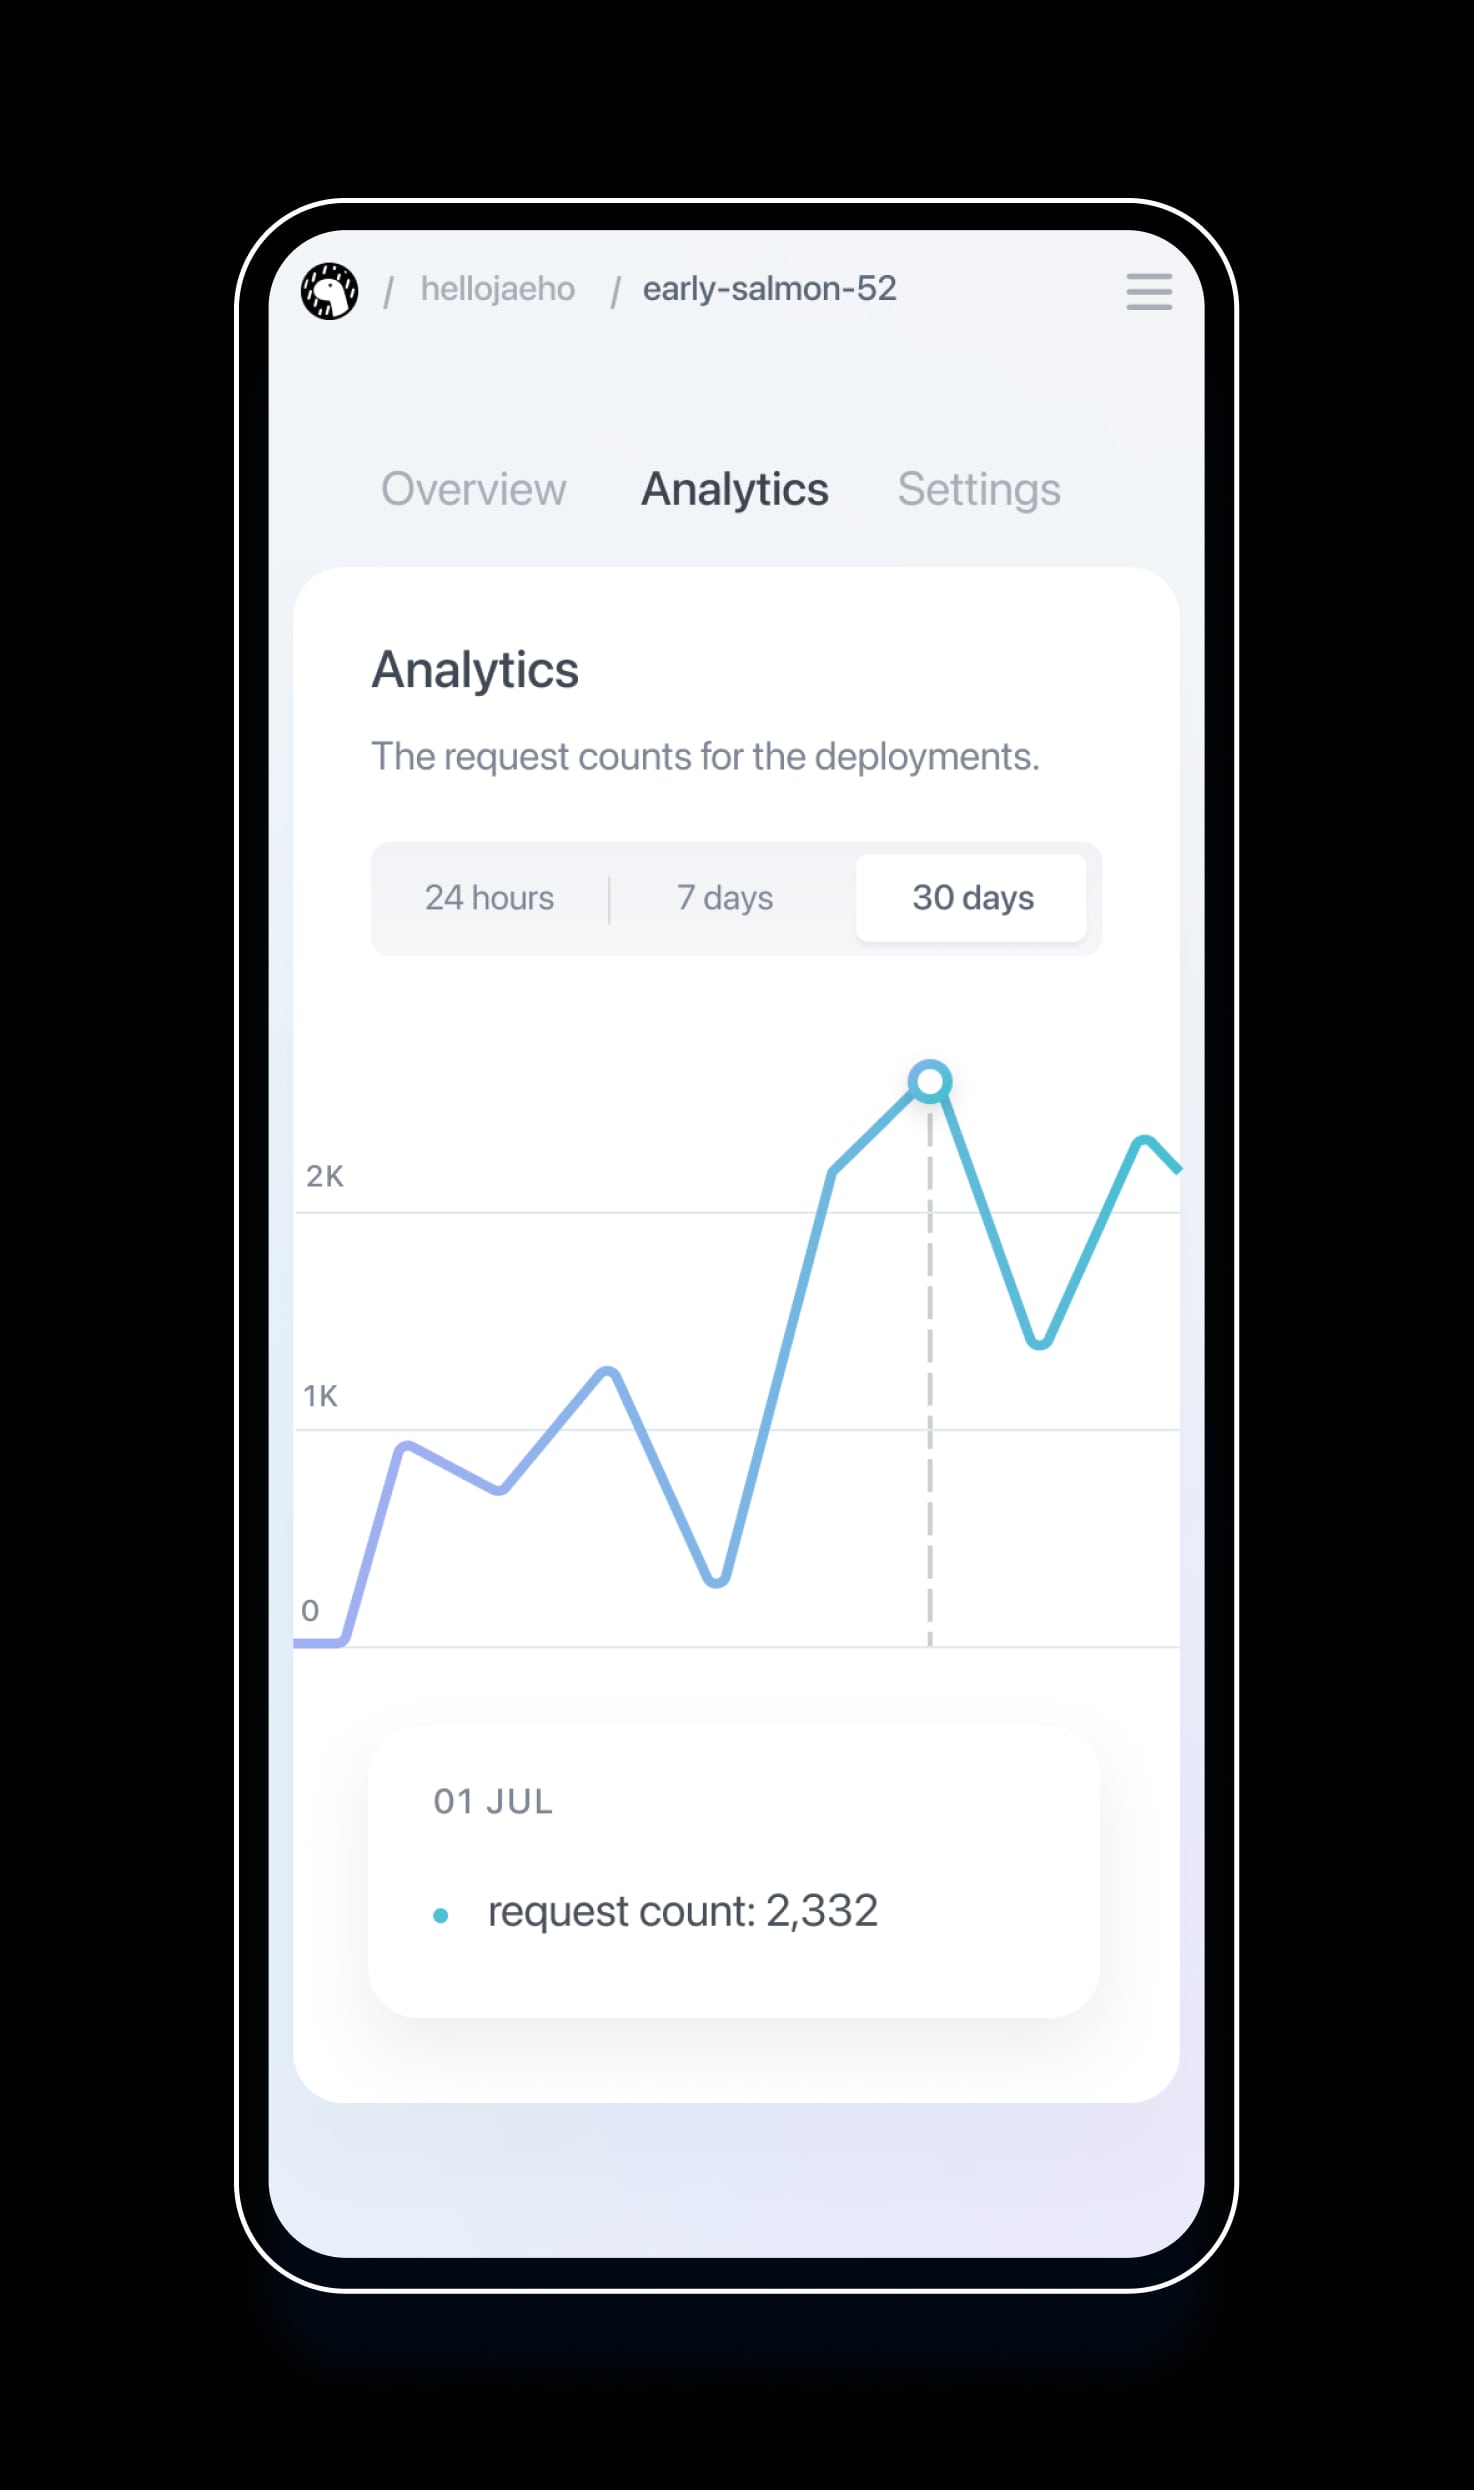 / hellojaeho / early-salmon-52
Overview Analytics Settings
Analytics
The request counts for the deployments.
24 hours 7 days 30 days
2K
1K
0
01 JUL
request count: 2,332